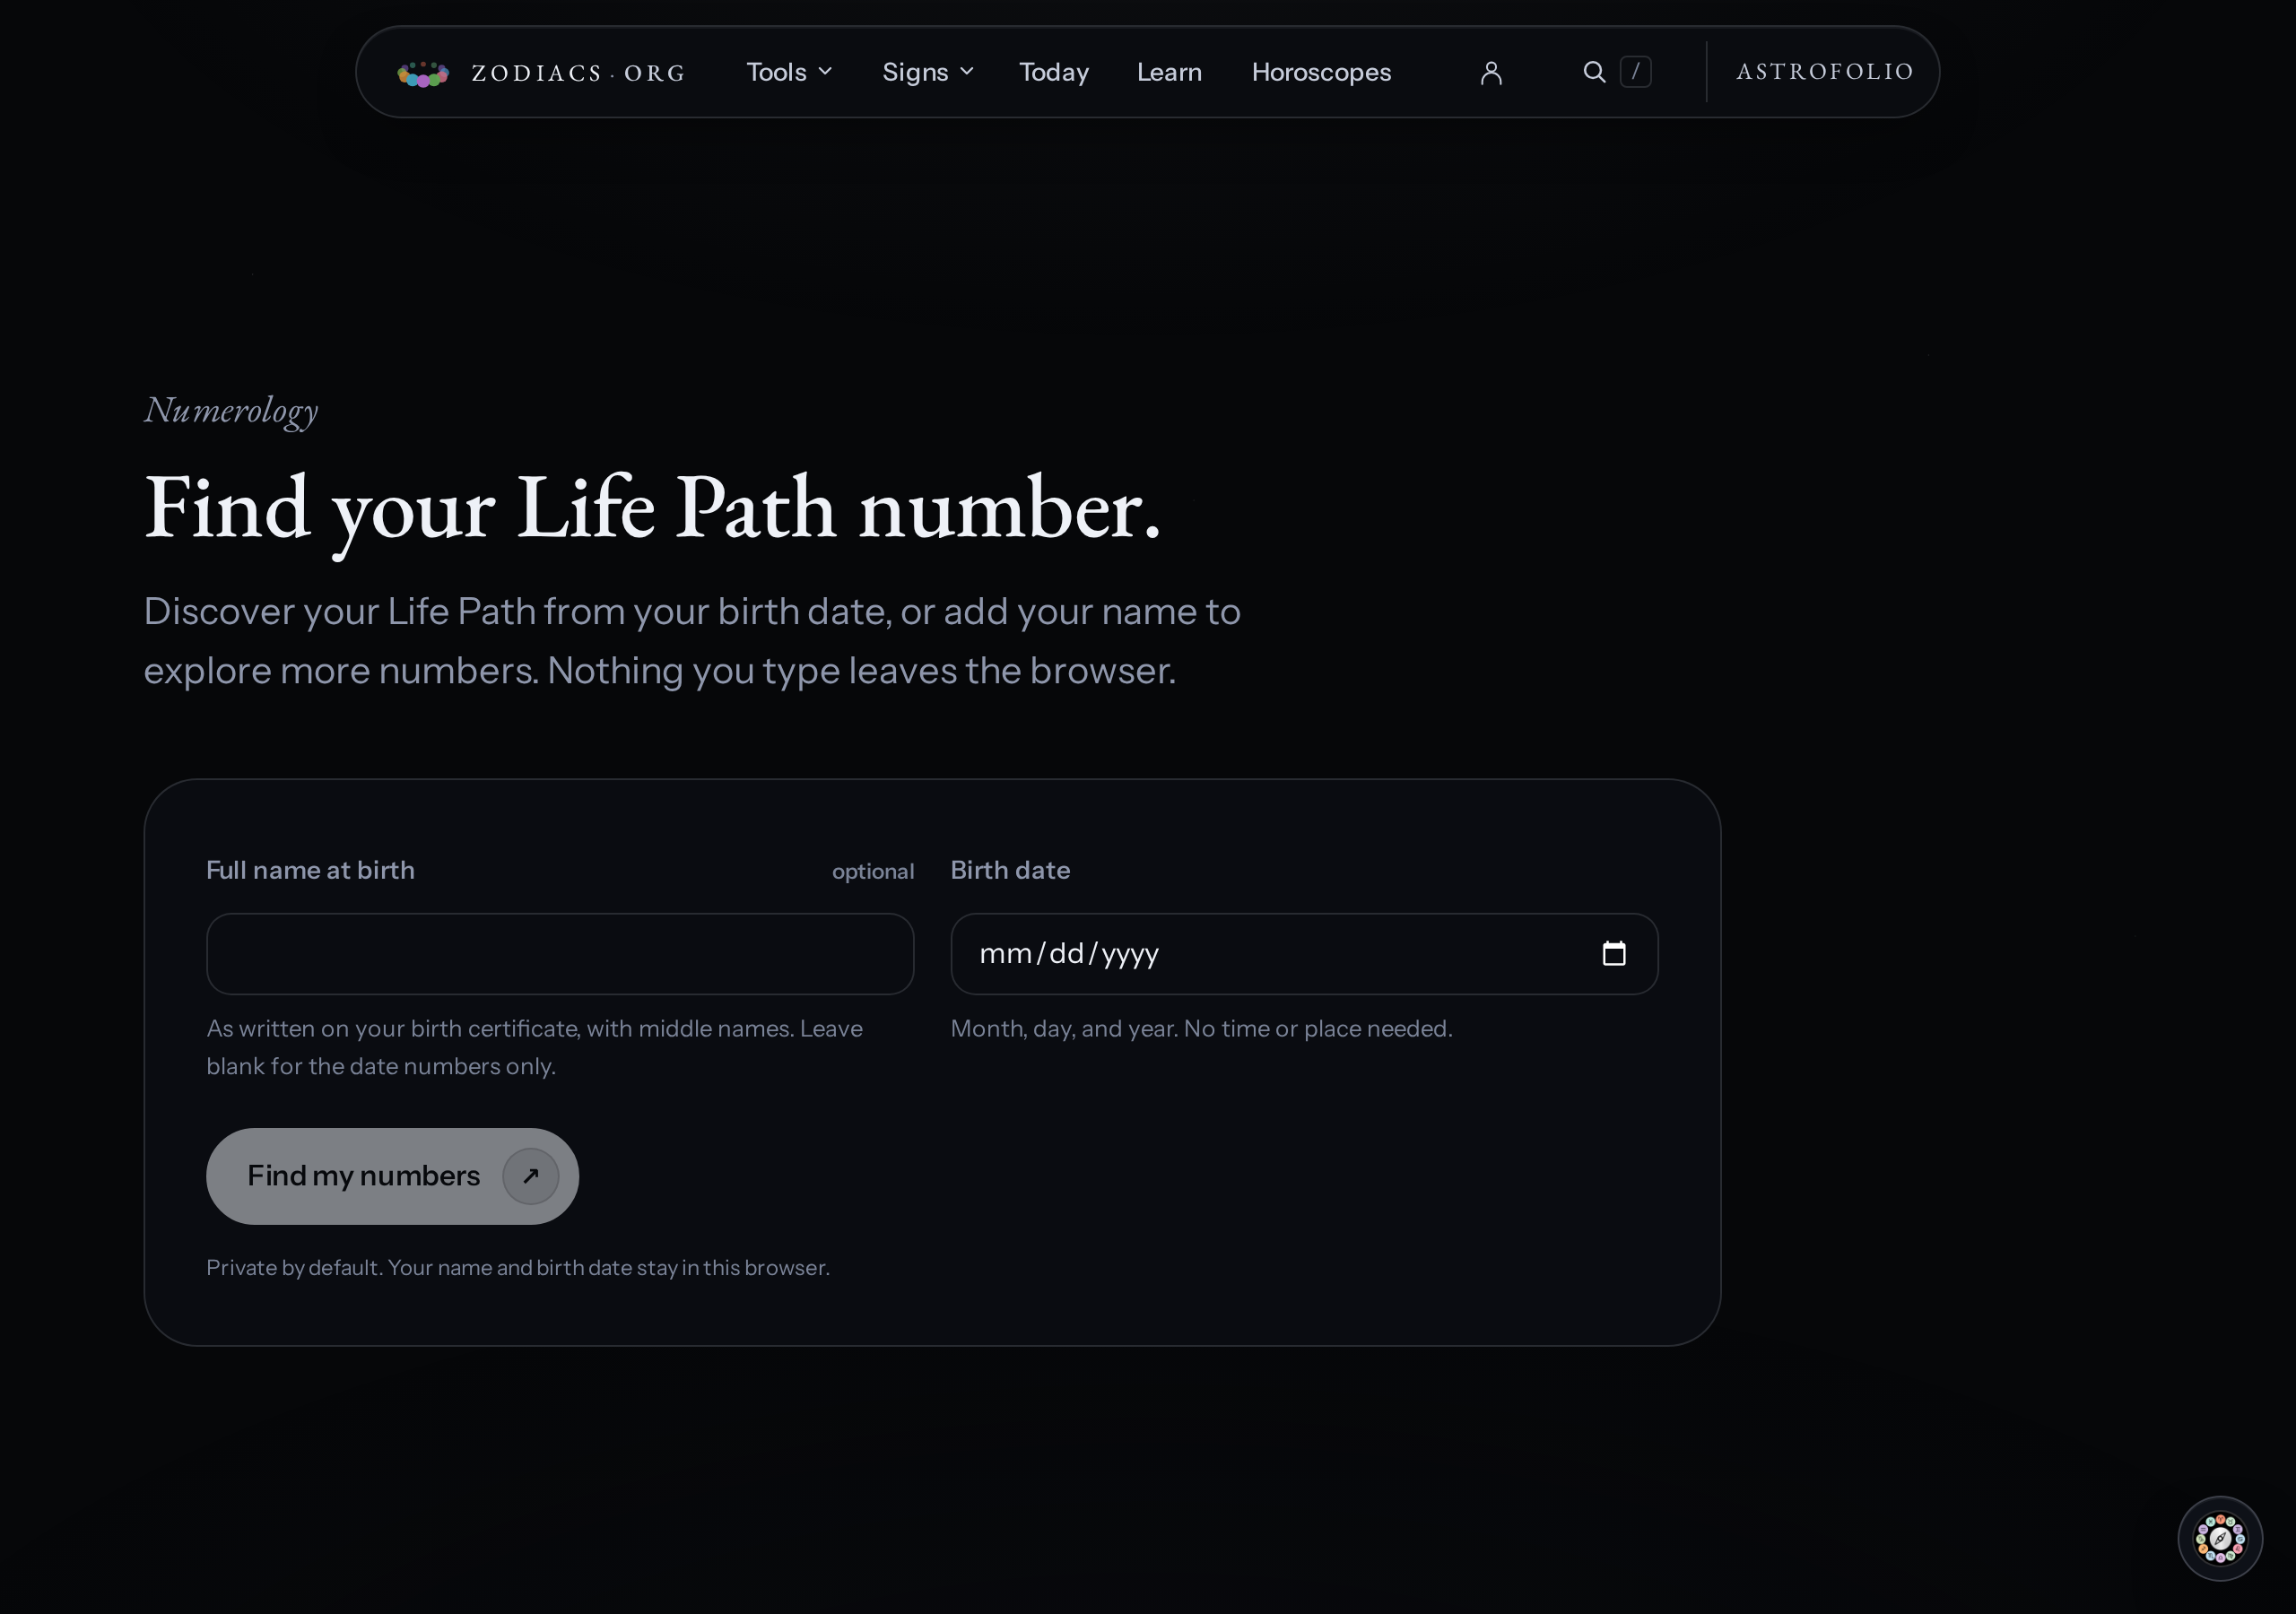 ZODIACS · ORG Tools Signs Today Learn Horoscopes / ASTROFOLIO
Numerology
Find your Life Path number.
Discover your Life Path from your birth date, or add your name to
explore more numbers. Nothing you type leaves the browser.
Full name at birth optional Birth date
mm/dd/yyyy
As written on your birth certificate, with middle names. Leave
blank for the date numbers only.
Month, day, and year. No time or place needed.
Find my numbers ↗
Private by default. Your name and birth date stay in this browser.